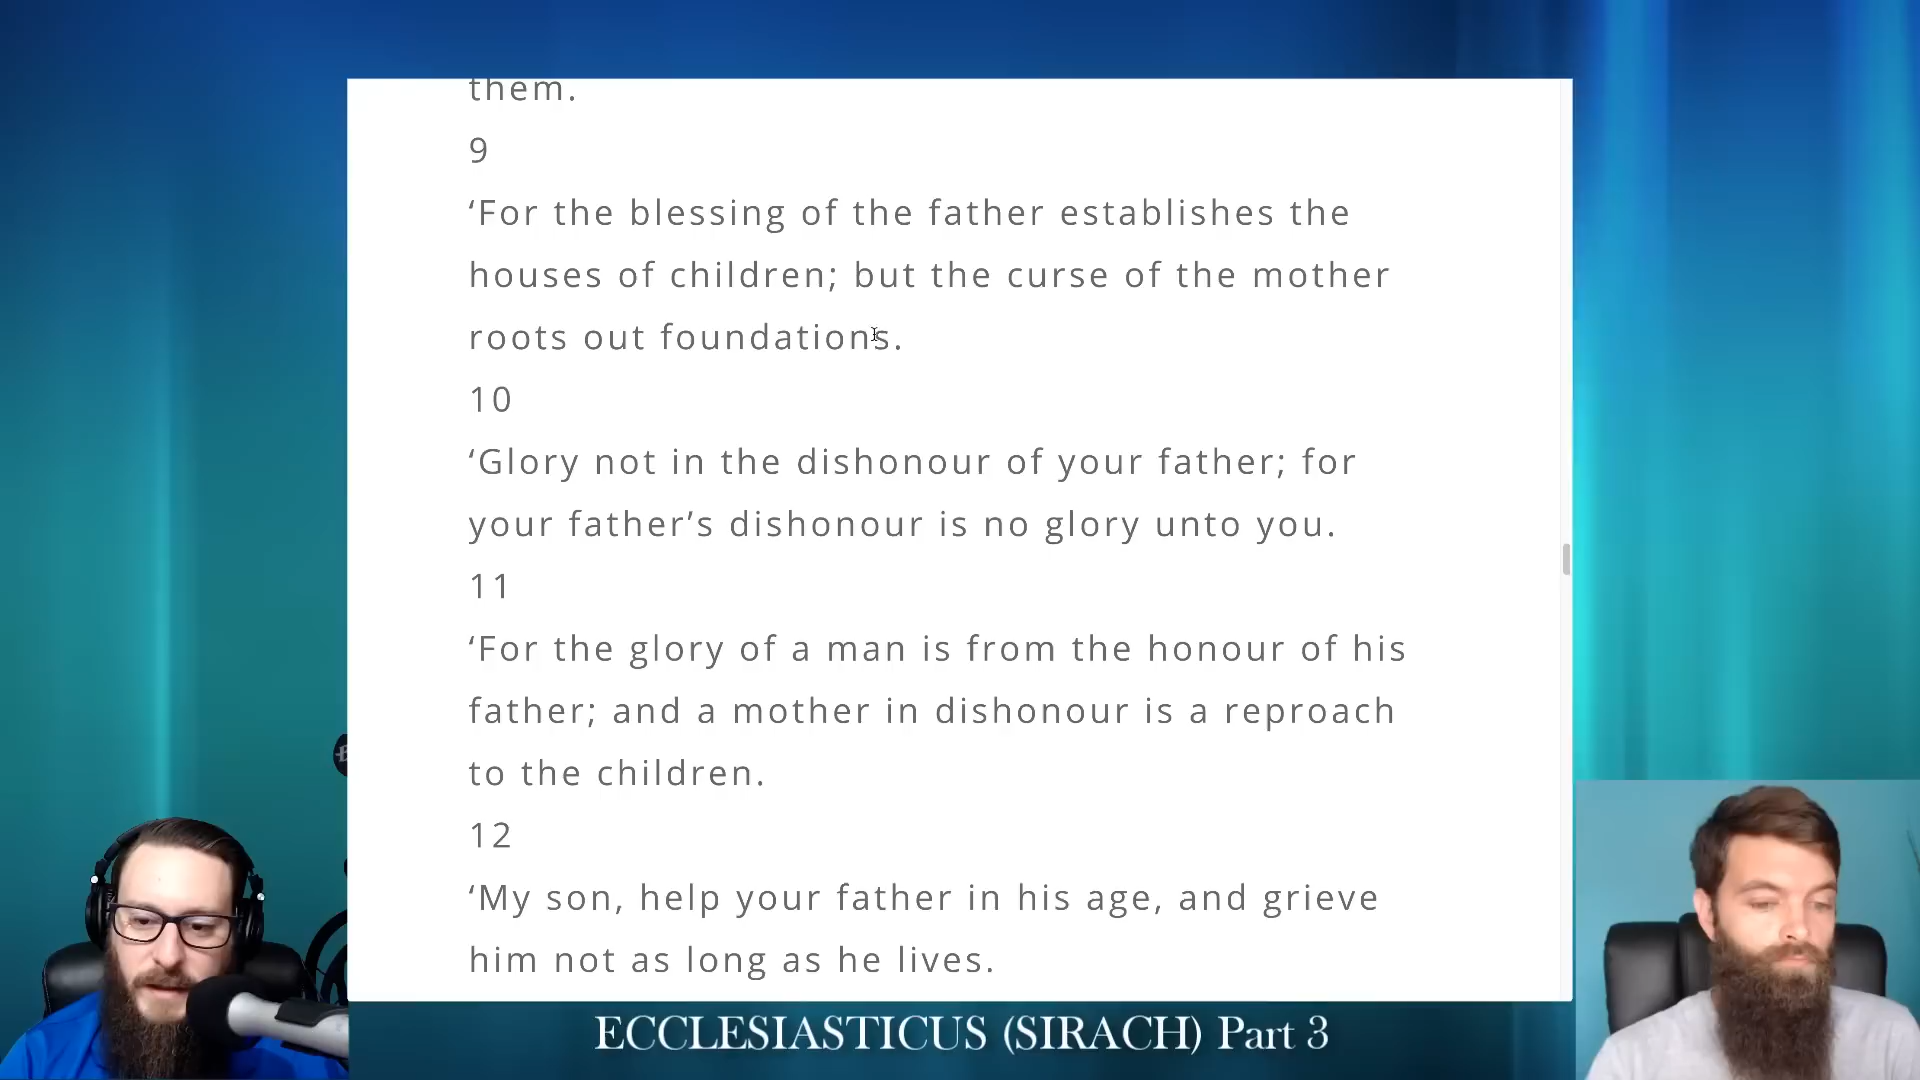 them.
9
‘For the blessing of the father establishes the
houses of children; but the curse of the mother
roots out foundations.
10
‘Glory not in the dishonour of your father; for
your father’s dishonour is no glory unto you.
11
‘For the glory of a man is from the honour of his
father; and a mother in dishonour is a reproach
to the children.
12
‘My son, help your father in his age, and grieve
him not as long as he lives.
ECCLESIASTICUS (SIRACH) Part 3